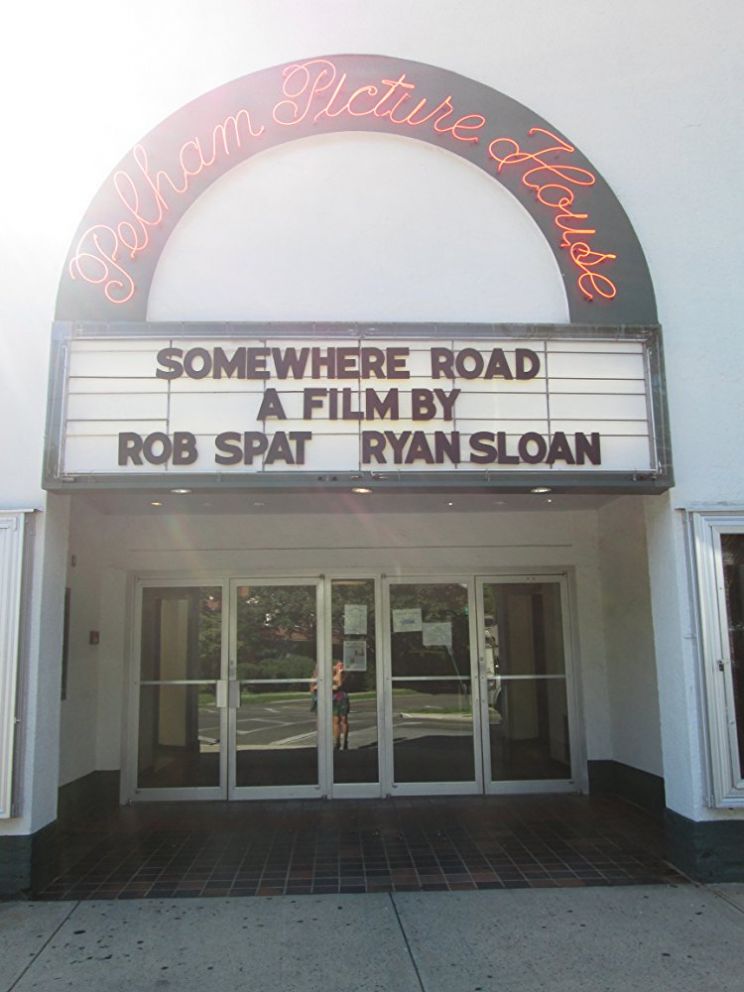 Pelham Picture House
SOMEWHERE ROAD
A FILM BY
ROB SPAT RYAN SLOAN